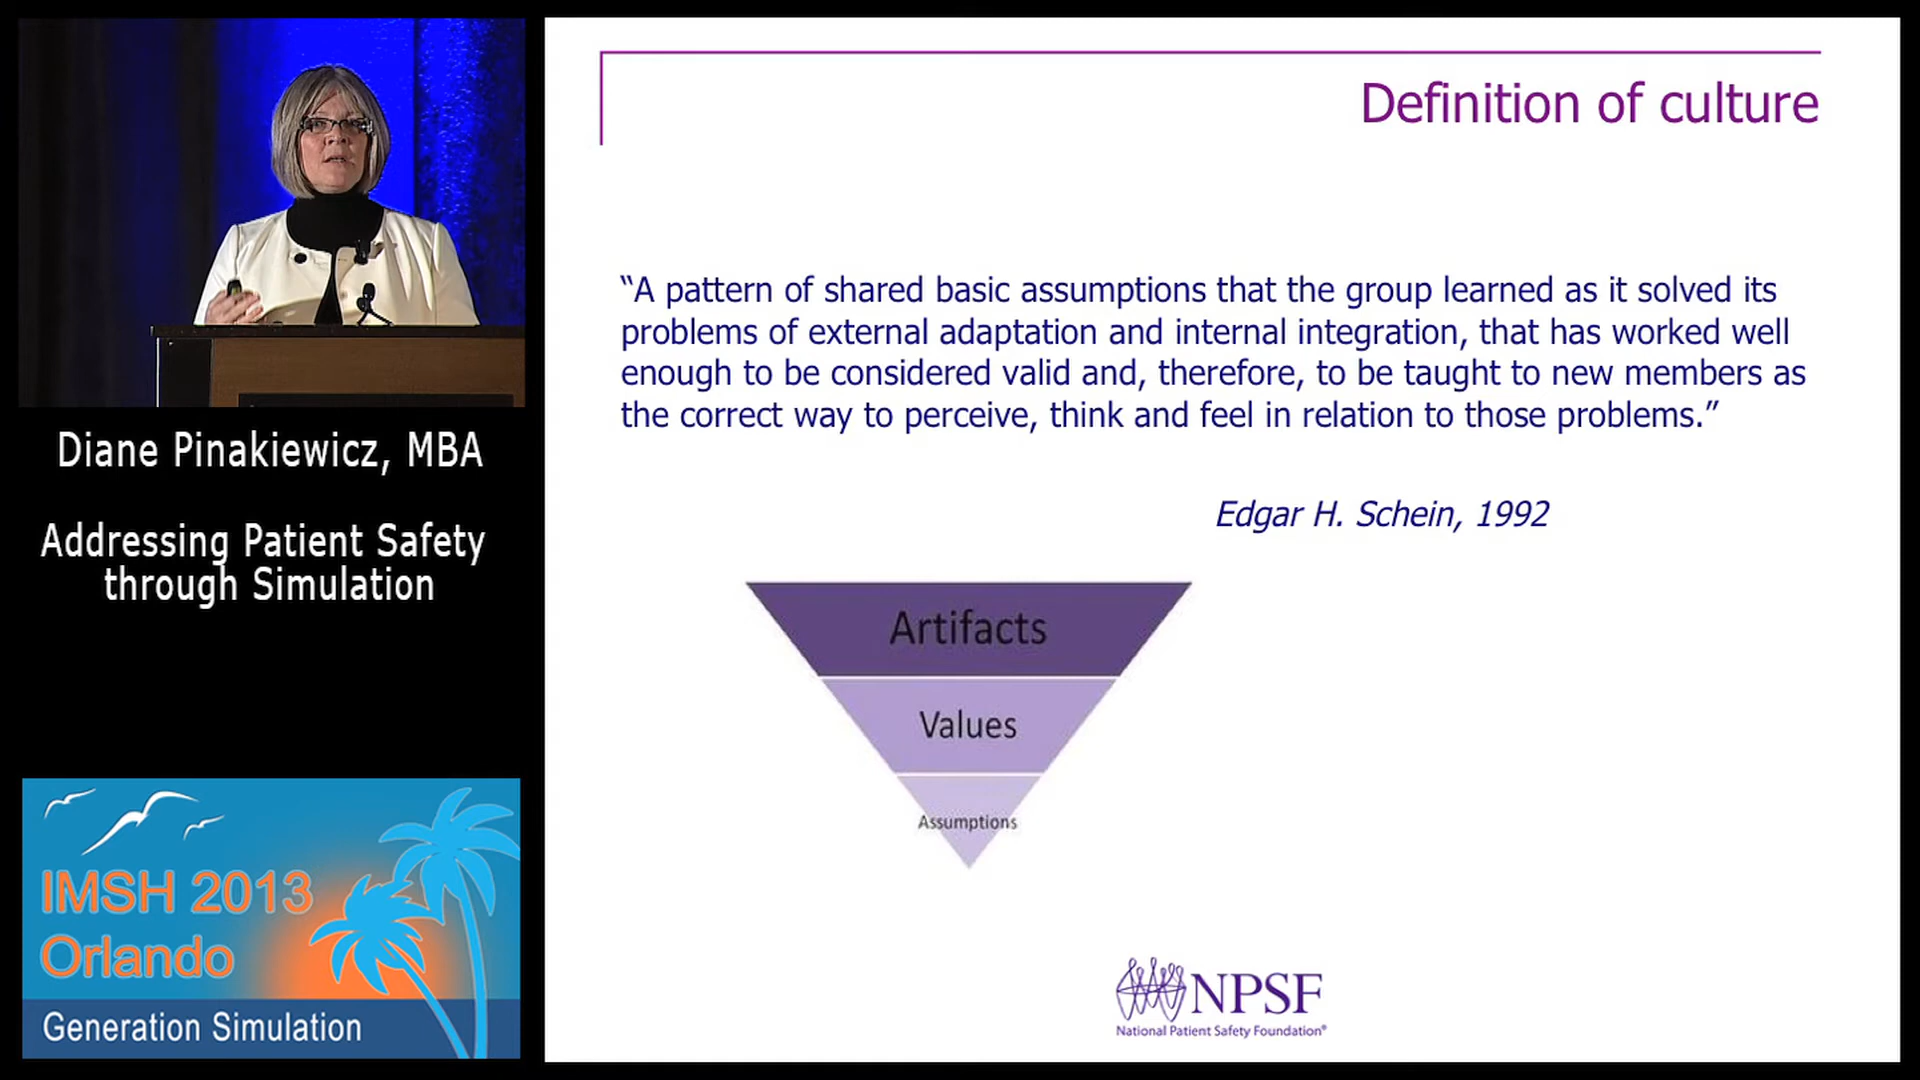 Diane Pinakiewicz, MBA
Addressing Patient Safety
through Simulation
IMSH 2013
Orlando
Generation Simulation
Definition of culture
“A pattern of shared basic assumptions that the group learned as it solved its
problems of external adaptation and internal integration, that has worked well
enough to be considered valid and, therefore, to be taught to new members as
the correct way to perceive, think and feel in relation to those problems.”
Edgar H. Schein, 1992
Artifacts
Values
Assumptions
NPSF
National Patient Safety Foundation®